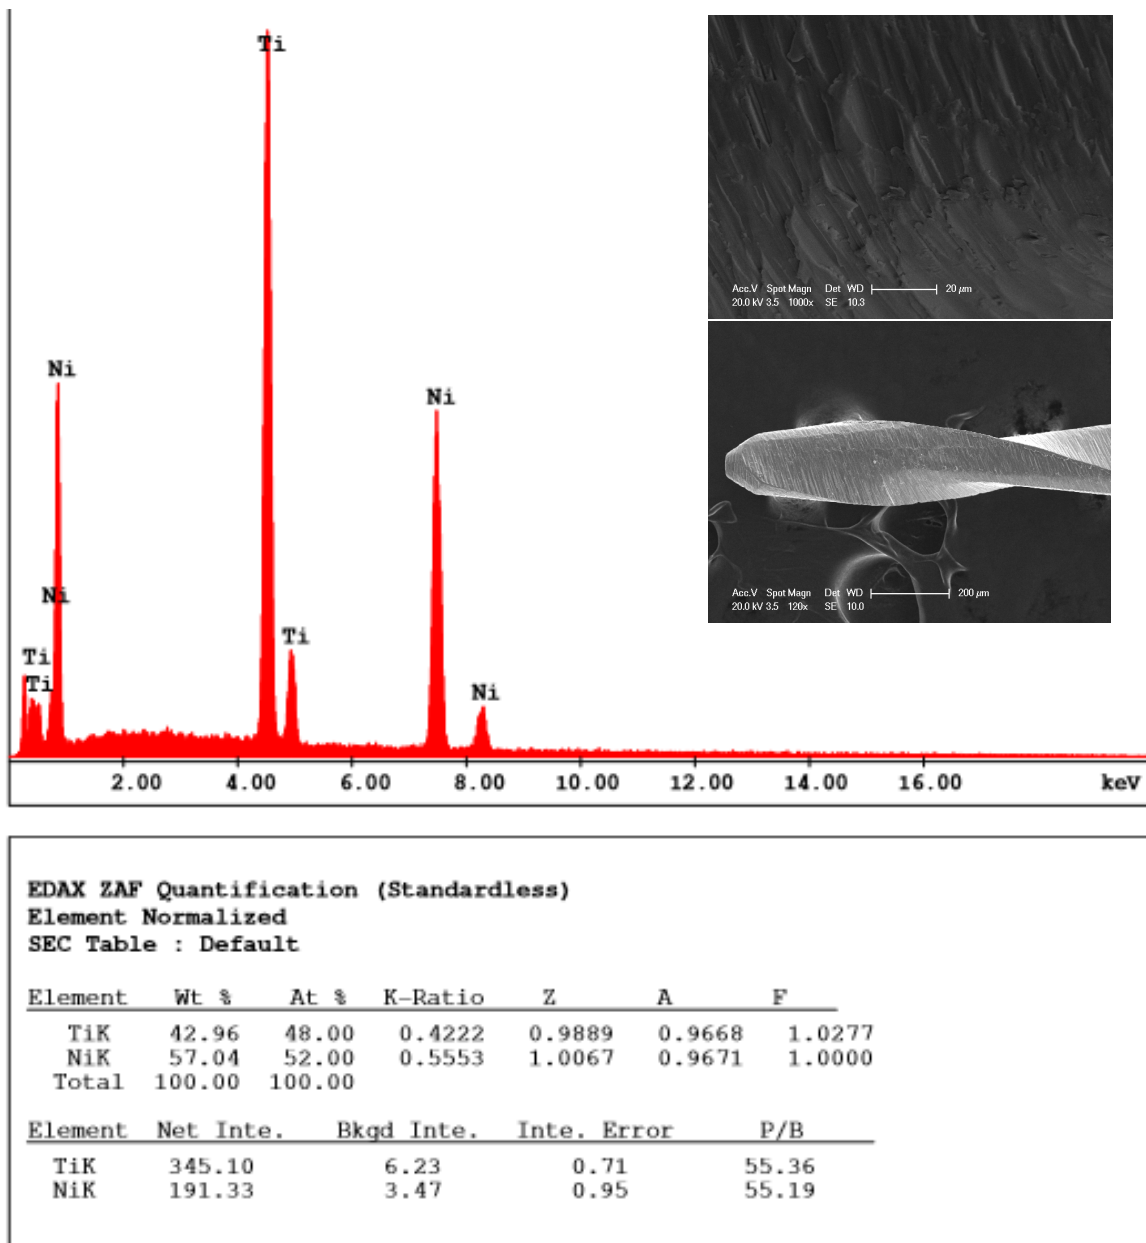 Ti
Ni
Ni
Ni
Ti
Ti
Ti
Ni
2.00 4.00 6.00 8.00 10.00 12.00 14.00 16.00 keV
Acc.V Spot Magn Det WD 20 µm
20.0 kV 3.5 1000x SE 10.3
Acc.V Spot Magn Det WD 200 µm
20.0 kV 3.5 120x SE 10.0
EDAX ZAF Quantification (Standardless)
Element Normalized
SEC Table : Default
Element Wt % At % K-Ratio Z A F
TiK 42.96 48.00 0.4222 0.9889 0.9668 1.0277
NiK 57.04 52.00 0.5553 1.0067 0.9671 1.0000
Total 100.00 100.00
Element Net Inte. Bkgd Inte. Inte. Error P/B
TiK 345.10 6.23 0.71 55.36
NiK 191.33 3.47 0.95 55.19